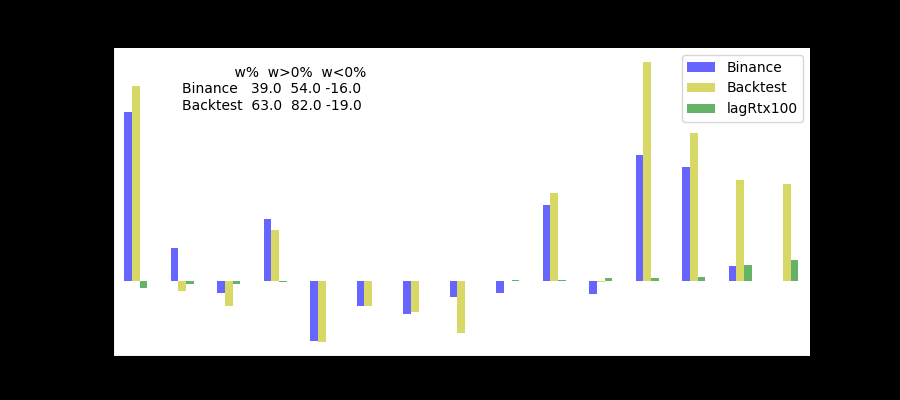 w%  w>0%  w<0%
Binance   39.0  54.0 -16.0
Backtest  63.0  82.0 -19.0
Binance
Backtest
lagRtx100